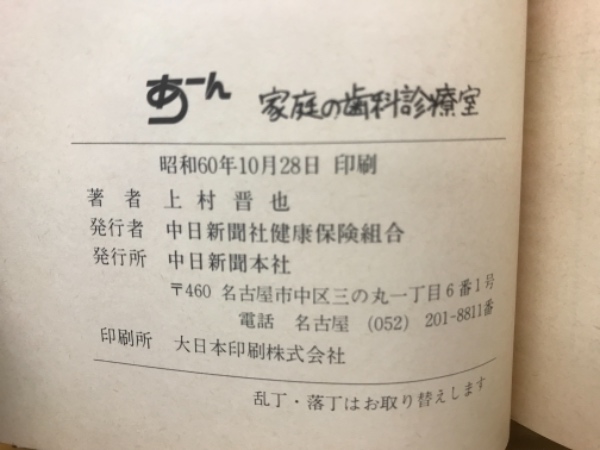 あーん 家庭の歯科診療室
昭和60年10月28日 印刷
著者 上村晋也
発行者 中日新聞社健康保険組合
発行所 中日新聞本社
〒460 名古屋市中区三の丸一丁目6番1号
電話 名古屋 (052) 201-8811番
印刷所 大日本印刷株式会社
乱丁・落丁はお取り替えします